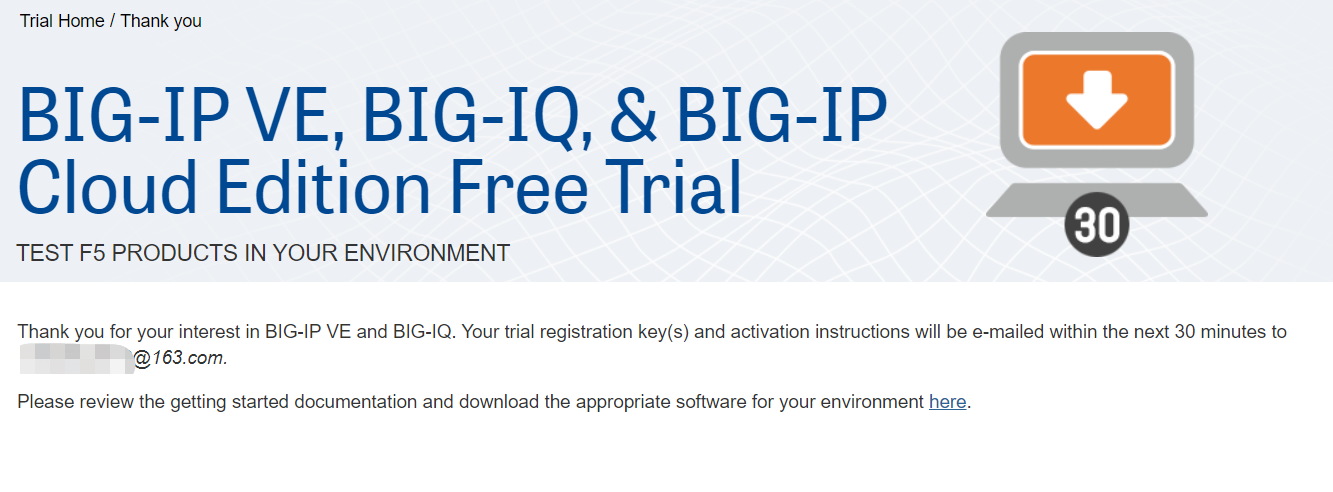 Trial Home / Thank you
BIG-IP VE, BIG-IQ, & BIG-IP
Cloud Edition Free Trial
30
TEST F5 PRODUCTS IN YOUR ENVIRONMENT
Thank you for your interest in BIG-IP VE and BIG-IQ. Your trial registration key(s) and activation instructions will be e-mailed within the next 30 minutes to
@163.com.
Please review the getting started documentation and download the appropriate software for your environment here.